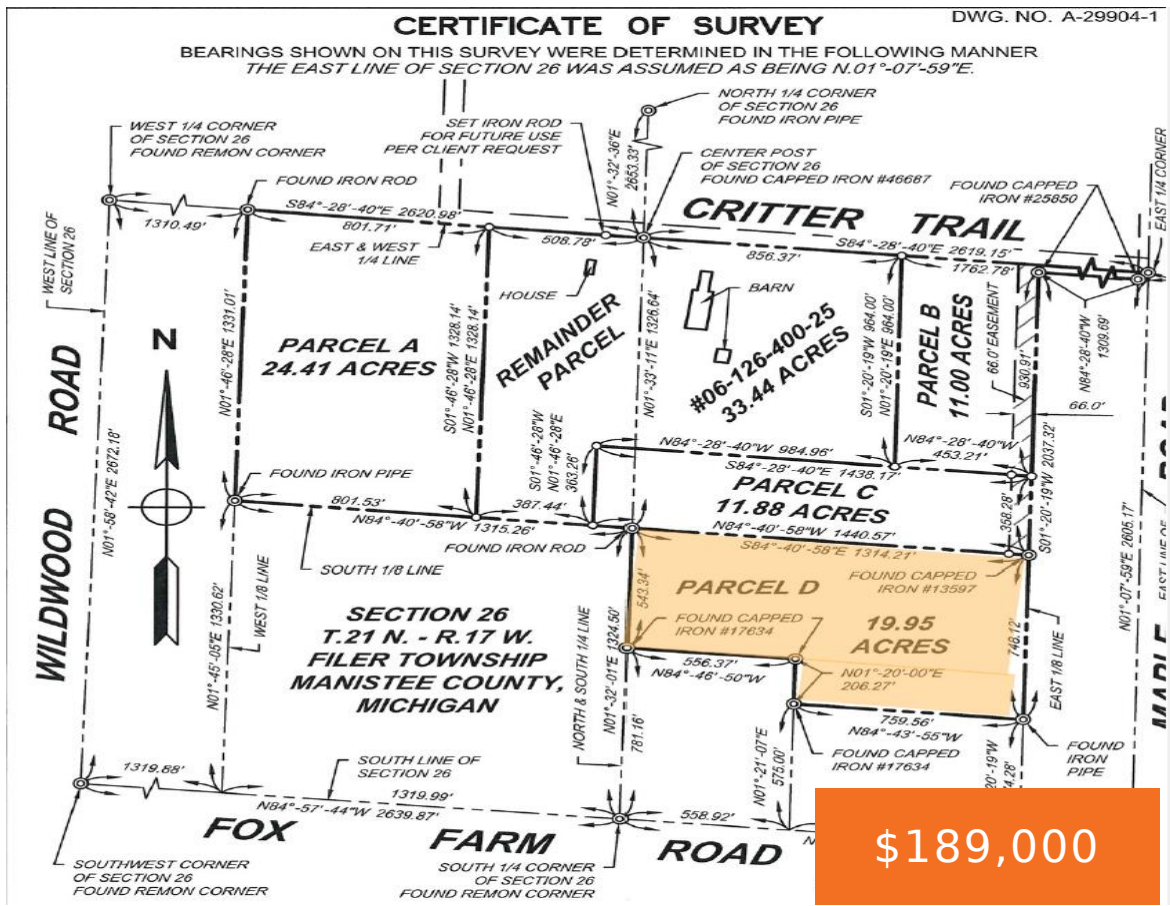 CERTIFICATE OF SURVEY
DWG. NO. A-29904-1
BEARINGS SHOWN ON THIS SURVEY WERE DETERMINED IN THE FOLLOWING MANNER
THE EAST LINE OF SECTION 26 WAS ASSUMED AS BEING N.01°-07'-59"E.
WEST 1/4 CORNER
OF SECTION 26
FOUND REMON CORNER
SET IRON ROD
FOR FUTURE USE
PER CLIENT REQUEST
N01°-32'-36"E
2653.33'
NORTH 1/4 CORNER
OF SECTION 26
FOUND IRON PIPE
CENTER POST
OF SECTION 26
FOUND CAPPED IRON #46687
FOUND CAPPED
IRON #25850
EAST 1/4 CORNER
FOUND IRON ROD
1310.49'
S84°-28'-40"E 2620.98'
801.71'
EAST & WEST
1/4 LINE
508.78'
CRITTER TRAIL
S84°-28'-40"E 2619.15'
856.37'
1762.78'
WEST LINE OF
SECTION 26
HOUSE
BARN
N01°-46'-28"E 1331.01'
PARCEL A
24.41 ACRES
S01°-46'-28"W 1328.14'
N01°-46'-28"E 1328.14'
REMAINDER
PARCEL
N01°-33'-11"E 1326.64'
#06-126-400-25
33.44 ACRES
S01°-20'-19"W 964.00'
N01°-20'-19"E 964.00'
PARCEL B
11.00 ACRES
66.0' EASEMENT
930.91'
N84°-28'-40"W
1309.69'
66.0'
N
WILDWOOD ROAD
N01°-58'-42"E 2672.18'
FOUND IRON PIPE
S01°-46'-28"W
N01°-46'-28"E
363.26'
N84°-28'-40"W 984.96'
S84°-28'-40"E 1438.17'
N84°-28'-40"W
453.21'
PARCEL C
11.88 ACRES
358.28'
S01°-20'-19"W 2037.32'
801.53'
N84°-40'-58"W 1315.26'
387.44'
FOUND IRON ROD
N84°-40'-58"W 1440.57'
S84°-40'-58"E 1314.21'
SOUTH 1/8 LINE
FOUND CAPPED
IRON #13597
PARCEL D
19.95
ACRES
543.34'
FOUND CAPPED
IRON #17634
748.12'
N01°-07'-59"E 2605.17'
EAST LINE OF
ROAD
N01°-45'-05"E 1330.62'
WEST 1/8 LINE
SECTION 26
T.21 N. - R.17 W.
FILER TOWNSHIP
MANISTEE COUNTY,
MICHIGAN
NORTH & SOUTH 1/4 LINE
N01°-32'-01"E 1324.50'
781.16'
556.37'
N84°-46'-50"W
N01°-20'-00"E
206.27'
EAST 1/8 LINE
759.56'
N84°-43'-55"W
FOUND CAPPED
IRON #17634
FOUND
IRON
PIPE
N01°-21'-07"E
575.00'
20'-19"W
4.28'
1319.88'
SOUTH LINE OF
SECTION 26
1319.99'
N84°-57'-44"W 2639.87'
558.92'
N
FOX FARM ROAD
SOUTHWEST CORNER
OF SECTION 26
FOUND REMON CORNER
SOUTH 1/4 CORNER
OF SECTION 26
FOUND REMON CORNER
$189,000